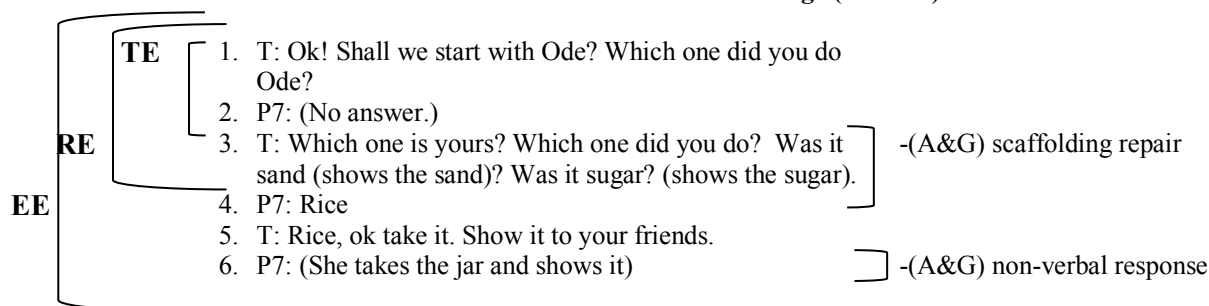 TE
1. T: Ok! Shall we start with Ode? Which one did you do
Ode?
2. P7: (No answer.)
RE
3. T: Which one is yours? Which one did you do? Was it
sand (shows the sand)? Was it sugar? (shows the sugar).
-(A&G) scaffolding repair
EE
4. P7: Rice
5. T: Rice, ok take it. Show it to your friends.
6. P7: (She takes the jar and shows it)
-(A&G) non-verbal response